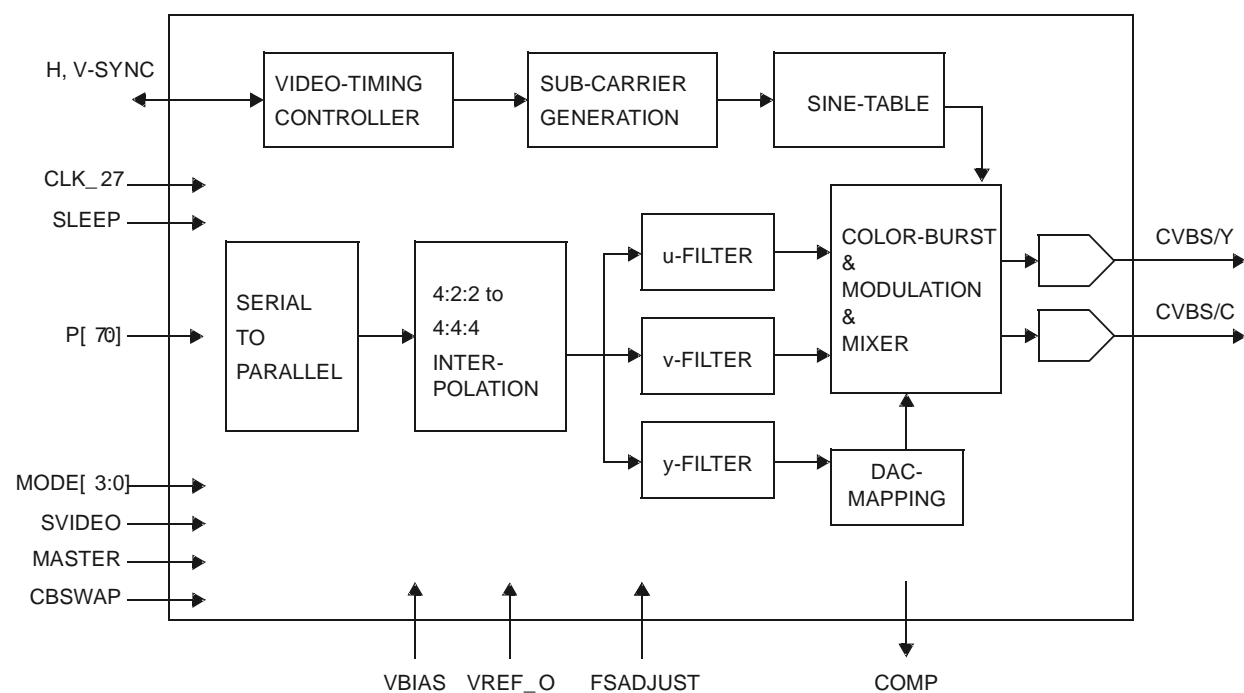 H, V-SYNC
VIDEO-TIMING
CONTROLLER
SUB-CARRIER
GENERATION
SINE-TABLE
CLK_27
SLEEP
P[ 70]
MODE[ 3:0]
SVIDEO
MASTER
CBSWAP
SERIAL
TO
PARALLEL
4:2:2 to
4:4:4
INTER-
POLATION
u-FILTER
v-FILTER
y-FILTER
COLOR-BURST
&
MODULATION
&
MIXER
DAC-
MAPPING
CVBS/Y
CVBS/C
VBIAS
VREF_O
FSADJUST
COMP